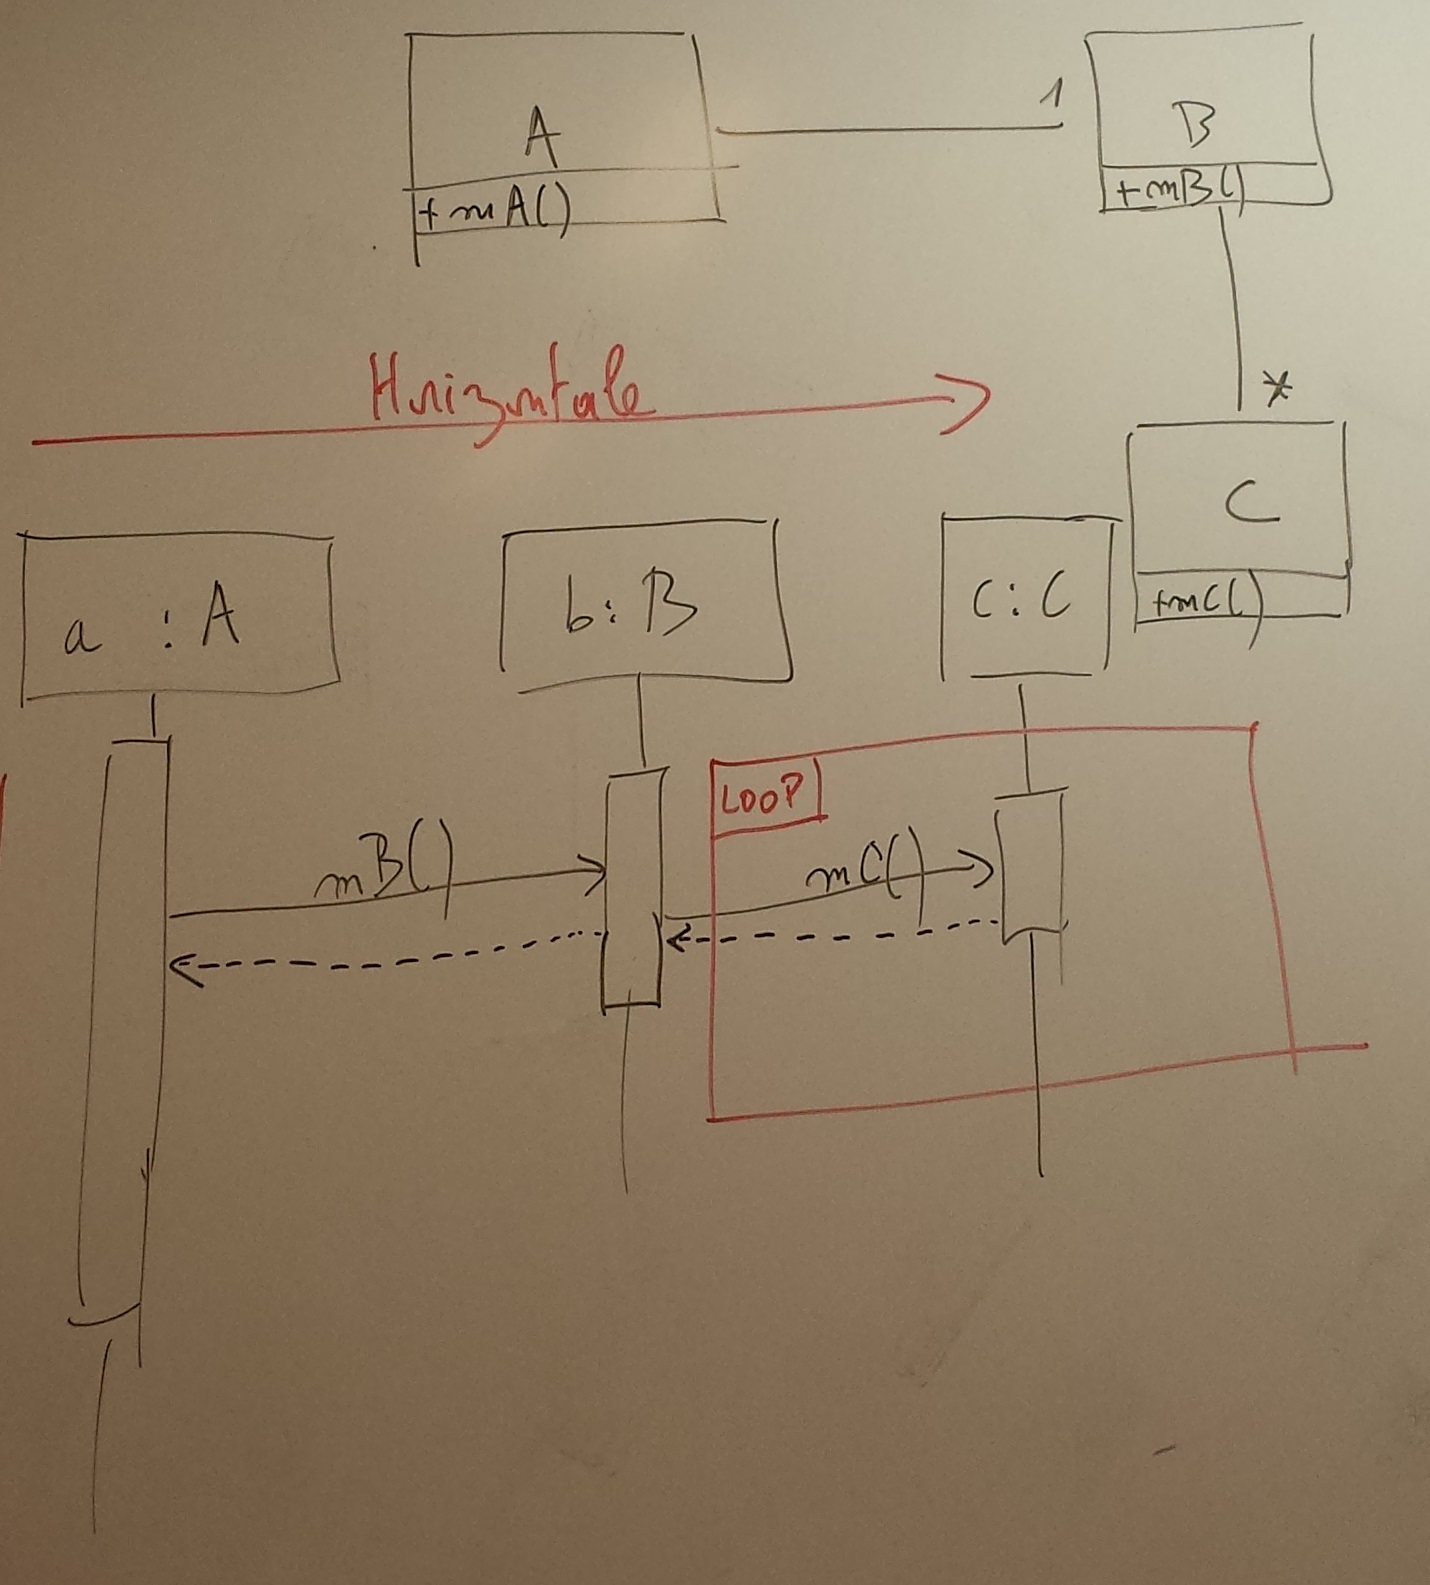 A
1
B
+mA()
+mB()
Horizontale
*
C
a :A
b:B
c:C
+mC()
LOOP
mB()
mC()